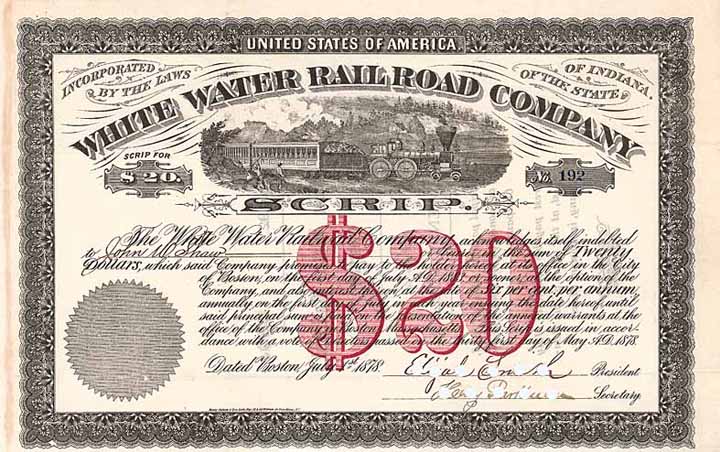 UNITED STATES OF AMERICA
INCORPORATED BY THE LAWS
OF THE STATE OF INDIANA.
WHITE WATER RAIL ROAD COMPANY
SCRIP FOR
$20.
No. 192
SCRIP.
The White Water Railroad Company acknowledges itself indebted
to John W. Shaw or bearer in the sum of Twenty
Dollars, which said Company promises to pay to the holder hereof at its office in the City
of Boston, on the first day of July A.D. or sooner, at the option of the
Company, and also interest thereon at the rate of Six per cent, per annum,
annually on the first day of July in each year ensuing the date hereof until
said principal sum is paid on the presentation of the annual warrants at the
office of the Company in Boston Massachusetts. This Scrip is issued in accor-
dance with a vote of Directors passed on the thirty first day of May A.D. 1878.
$20
Dated Boston July 1st 1878.
Elijah President
Henry Secretary